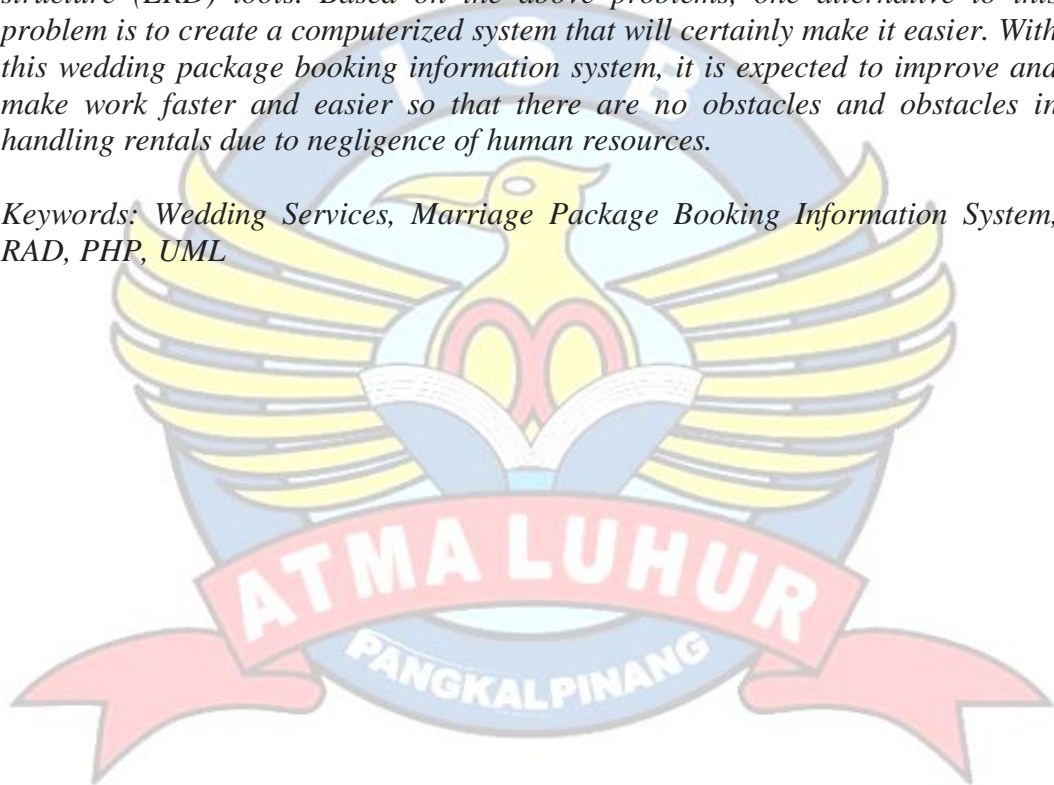 structure (ERD) tools. Based on the above problems, one alternative to this
problem is to create a computerized system that will certainly make it easier. With
this wedding package booking information system, it is expected to improve and
make work faster and easier so that there are no obstacles and obstacles in
handling rentals due to negligence of human resources.
Keywords: Wedding Services, Marriage Package Booking Information System,
RAD, PHP, UML
I S B
ATMA LUHUR
PANGKALPINANG